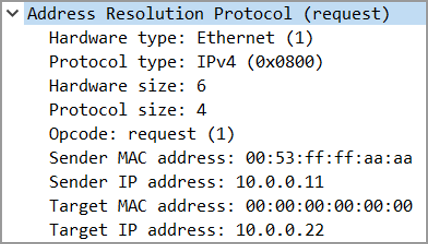 Address Resolution Protocol (request)
Hardware type: Ethernet (1)
Protocol type: IPv4 (0x0800)
Hardware size: 6
Protocol size: 4
Opcode: request (1)
Sender MAC address: 00:53:ff:ff:aa:aa
Sender IP address: 10.0.0.11
Target MAC address: 00:00:00:00:00:00
Target IP address: 10.0.0.22